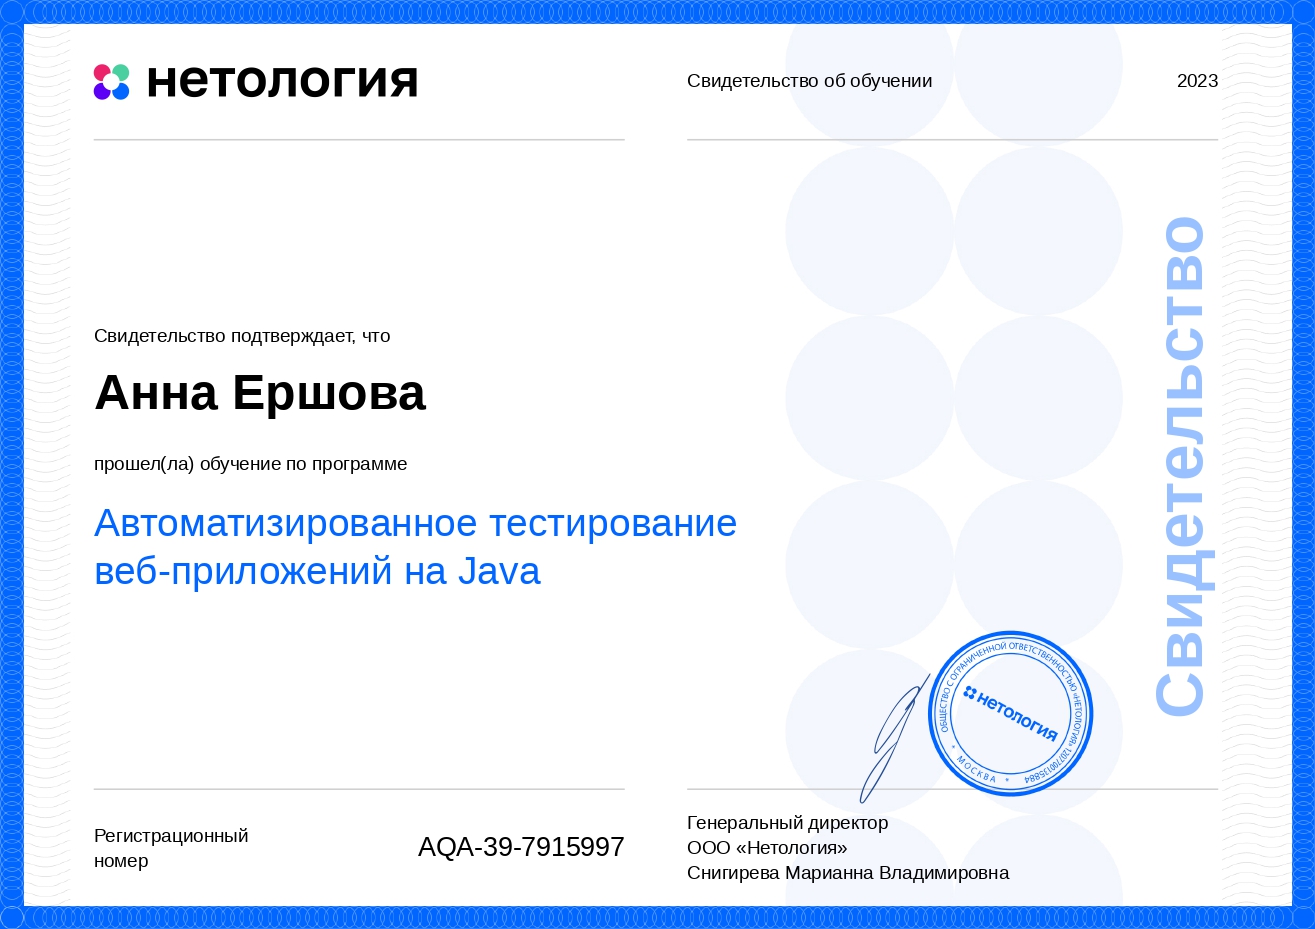 нетология
Свидетельство об обучении
2023
Свидетельство подтверждает, что
Анна Ершова
прошел(ла) обучение по программе
Автоматизированное тестирование
веб-приложений на Java
Свидетельство
ОБЩЕСТВО С ОГРАНИЧЕННОЙ ОТВЕТСТВЕННОСТЬЮ «НЕТОЛОГИЯ» 1207700135884
* МОСКВА *
нетология
Регистрационный
номер
AQA-39-7915997
Генеральный директор
ООО «Нетология»
Снигирева Марианна Владимировна